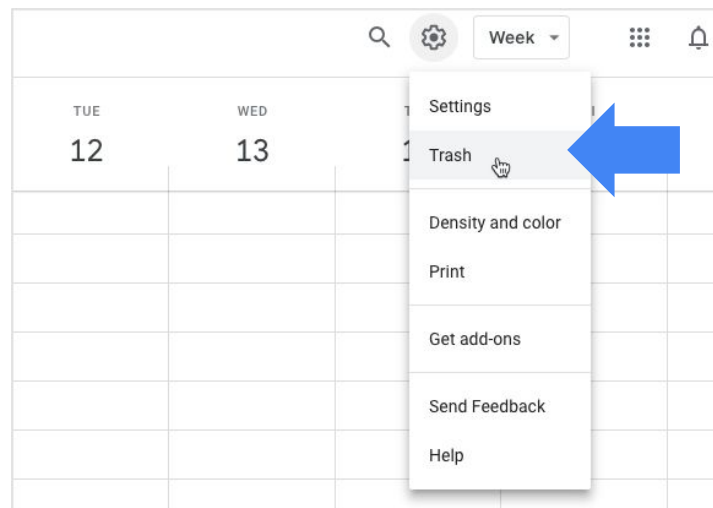 Week
TUE
WED
12
13
Settings
Trash
Density and color
Print
Get add-ons
Send Feedback
Help